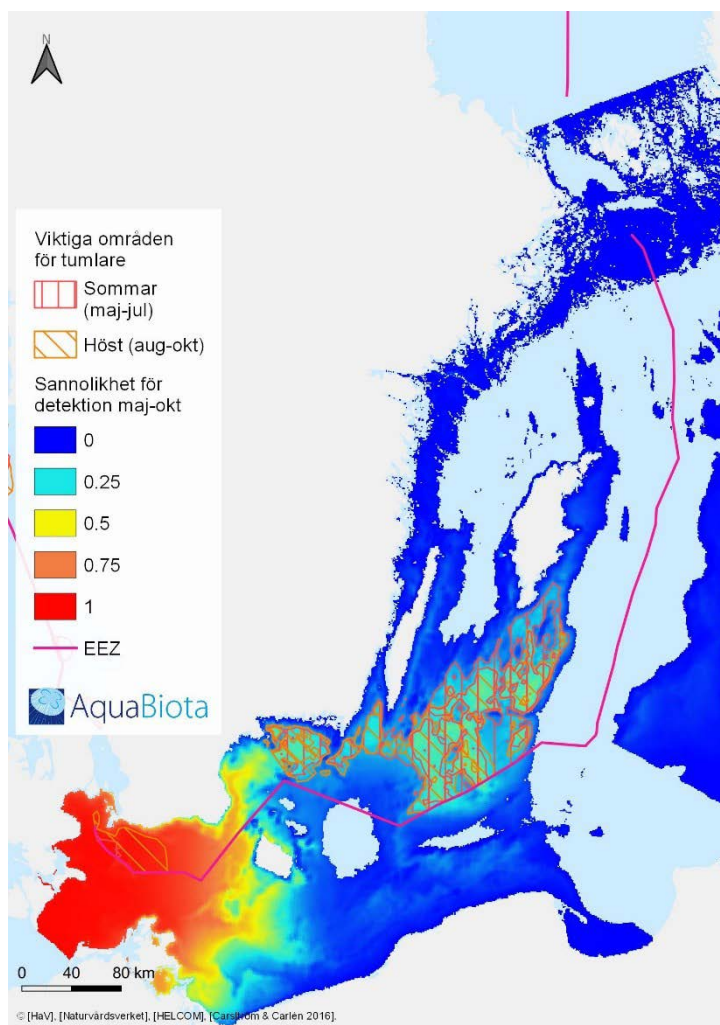 N
Viktiga områden
för tumlare
Sommar
(maj-jul)
Höst (aug-okt)
Sannolikhet för
detektion maj-okt
0
0.25
0.5
0.75
1
EEZ
AquaBiota
0 40 80 km
© [HaV], [Naturvårdsverket], [HELCOM], [Carström & Carlén 2016].